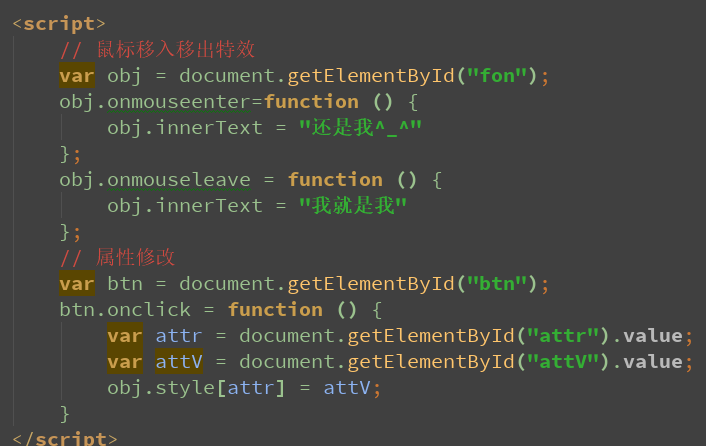 <script>
// 鼠标移入移出特效
var obj = document.getElementById("fon");
obj.onmouseenter=function () {
obj.innerText = "还是我^_^"
};
obj.onmouseleave = function () {
obj.innerText = "我就是我"
};
// 属性修改
var btn = document.getElementById("btn");
btn.onclick = function () {
var attr = document.getElementById("attr").value;
var attV = document.getElementById("attV").value;
obj.style[attr] = attV;
}
</script>